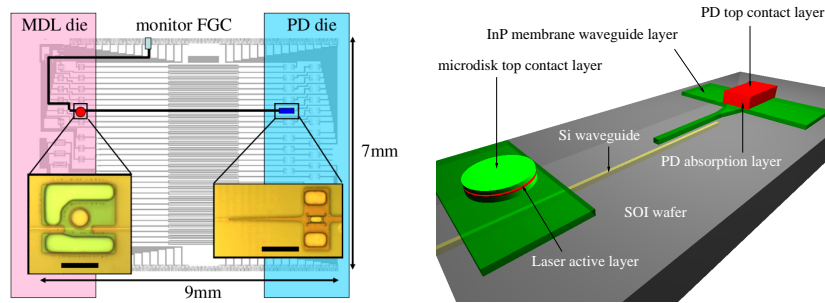 MDL die
monitor FGC
PD die
7mm
9mm
PD top contact layer
InP membrane waveguide layer
microdisk top contact layer
Si waveguide
PD absorption layer
SOI wafer
Laser active layer